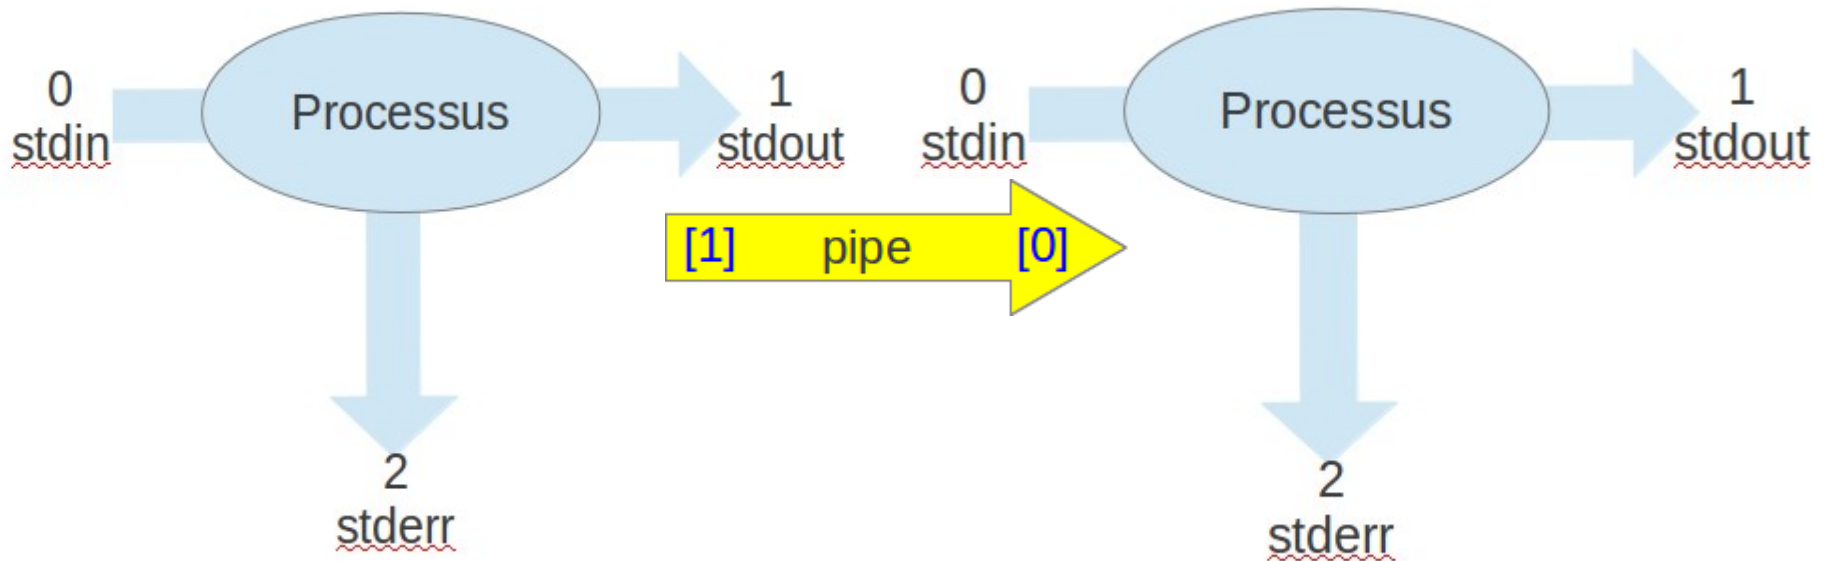 0
stdin
Processus
1
stdout
0
stdin
Processus
1
stdout
[1] pipe [0]
2
stderr
2
stderr